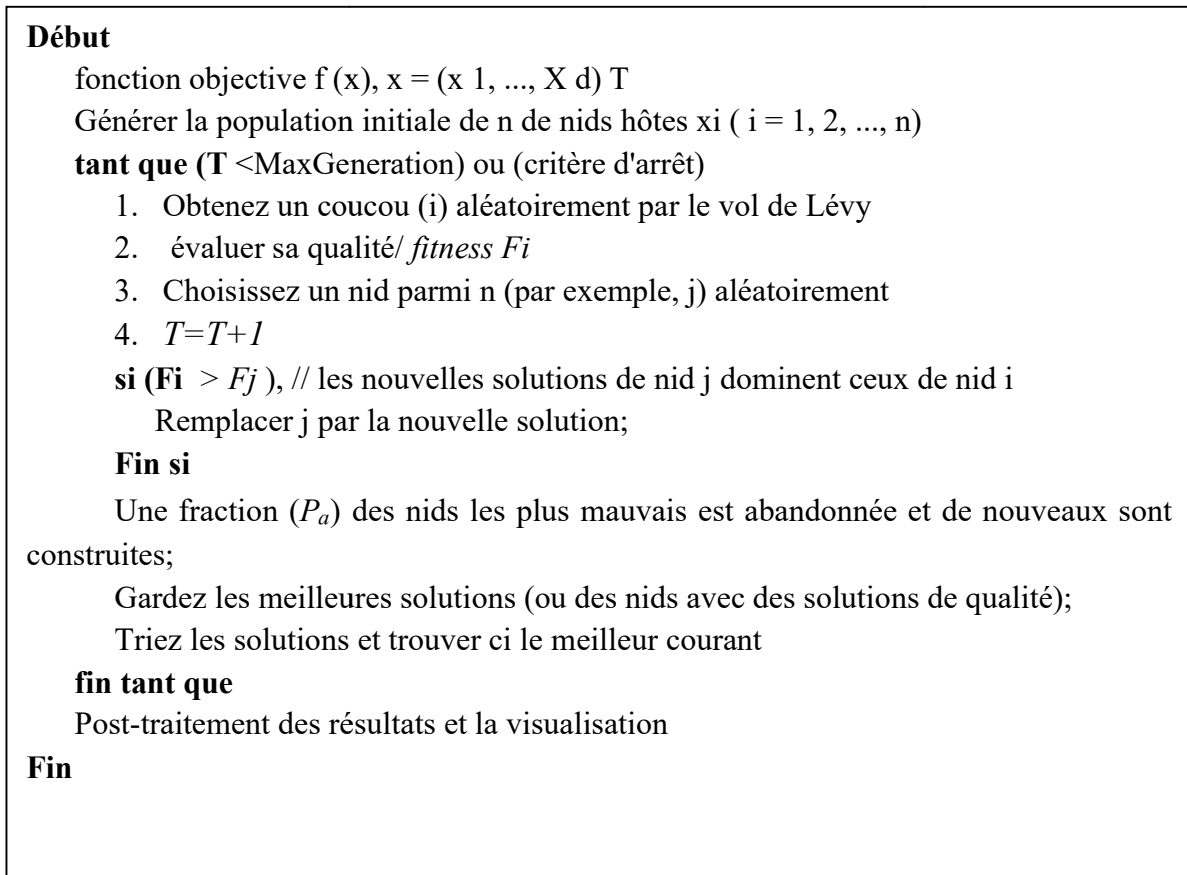 Début
fonction objective f (x), x = (x 1, ..., X d) T
Générer la population initiale de n de nids hôtes xi ( i = 1, 2, ..., n)
tant que (T <MaxGeneration) ou (critère d'arrêt)
1. Obtenez un coucou (i) aléatoirement par le vol de Lévy
2. évaluer sa qualité/ fitness Fi
3. Choisissez un nid parmi n (par exemple, j) aléatoirement
4. T=T+1
si (Fi > Fj ), // les nouvelles solutions de nid j dominent ceux de nid i
Remplacer j par la nouvelle solution;
Fin si
Une fraction (Pa) des nids les plus mauvais est abandonnée et de nouveaux sont
construites;
Gardez les meilleures solutions (ou des nids avec des solutions de qualité);
Triez les solutions et trouver ci le meilleur courant
fin tant que
Post-traitement des résultats et la visualisation
Fin